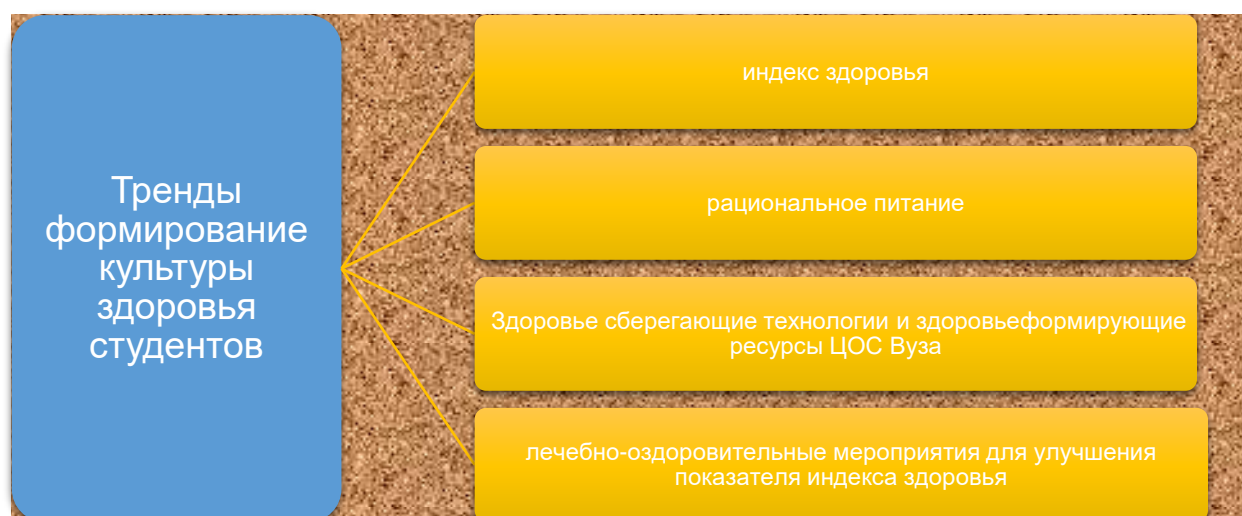 Тренды
формирование
культуры
здоровья
студентов
индекс здоровья
рациональное питание
Здоровье сберегающие технологии и здоровьеформирующие
ресурсы ЦОС Вуза
лечебно-оздоровительные мероприятия для улучшения
показателя индекса здоровья